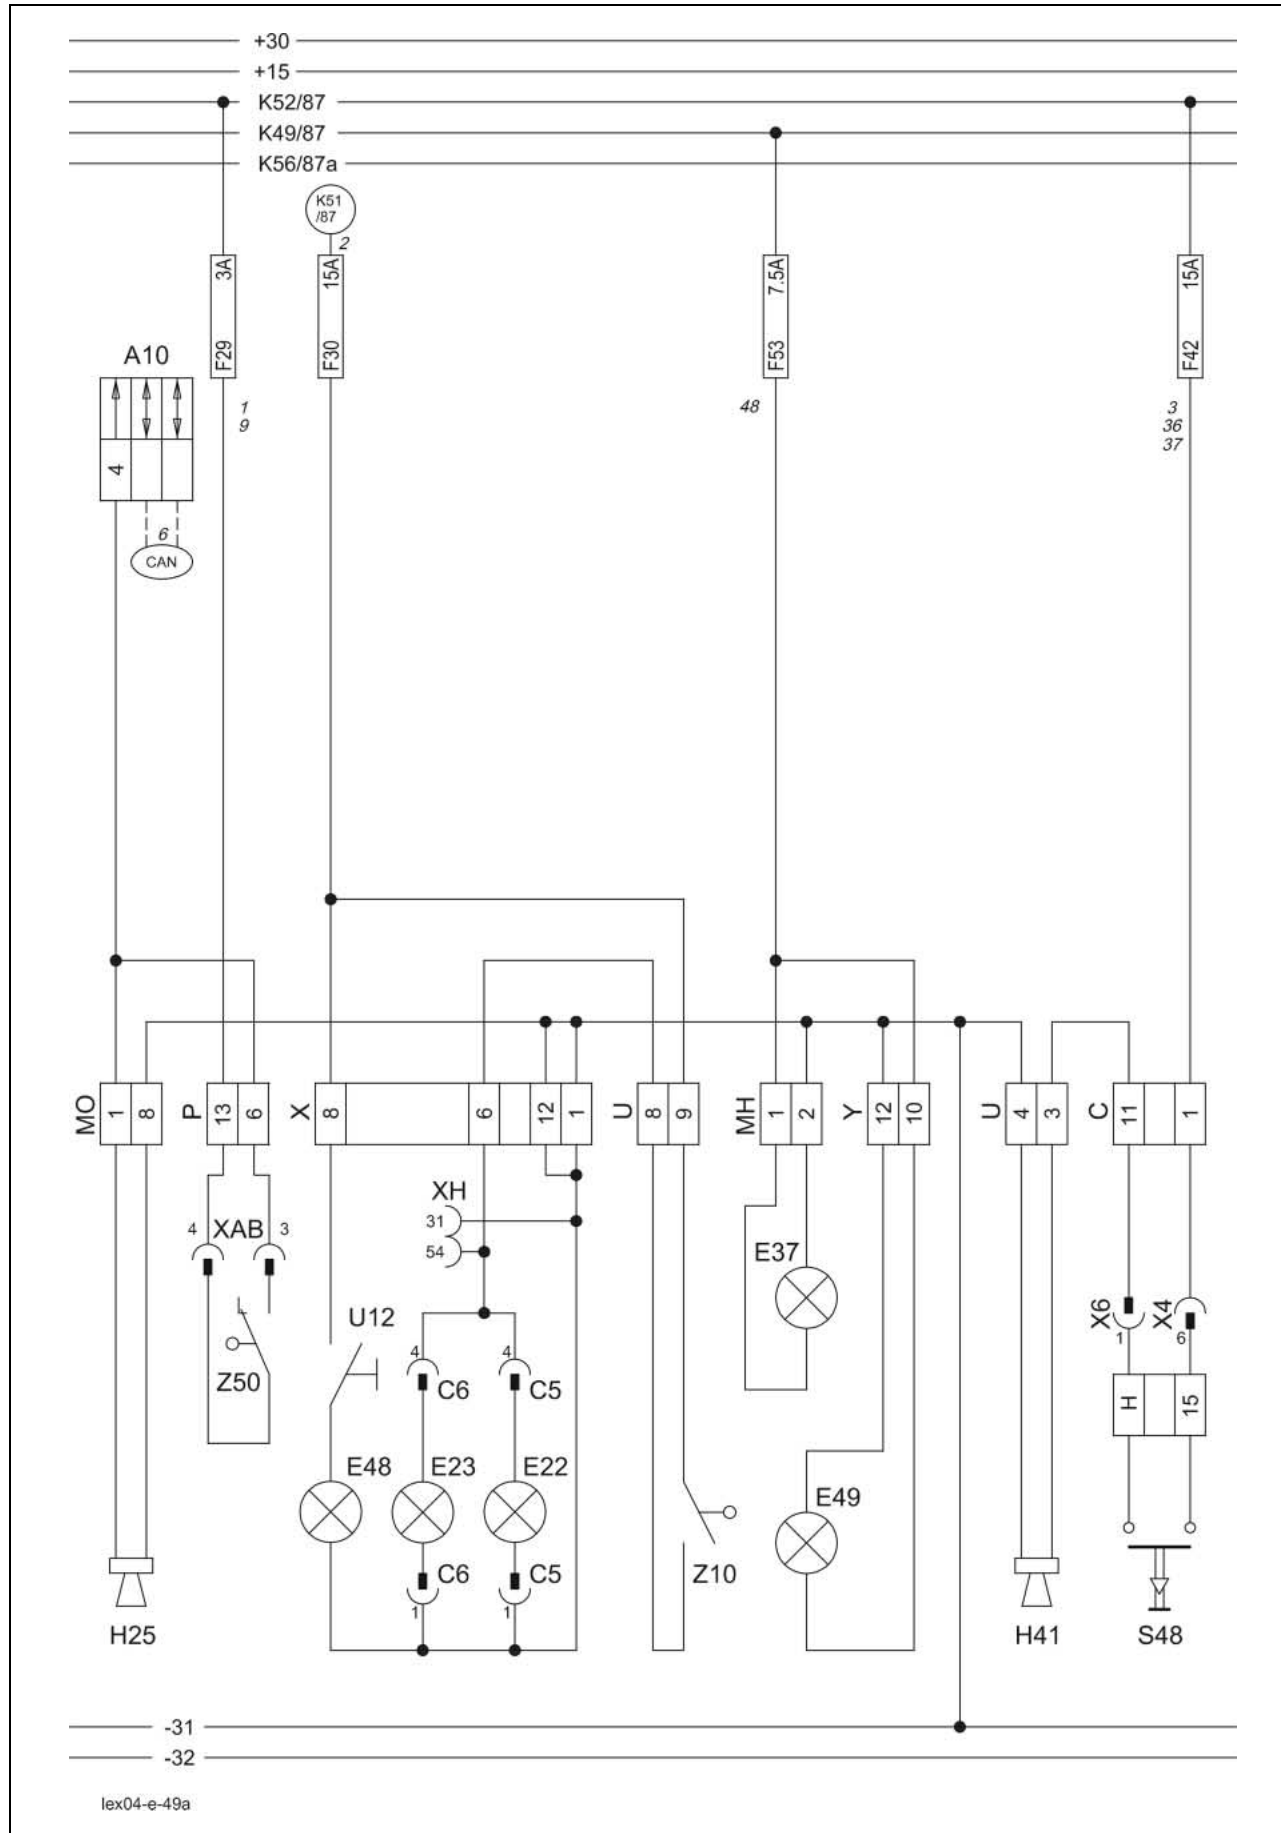 +30
+15
K52/87
K49/87
K56/87a
K51
/87
2
3A
F29
15A
F30
7.5A
F53
15A
F42
A10
1
9
48
3
36
37
4
6
CAN
MO
1
8
P
13
6
X
8
6
12
1
U
8
9
MH
1
2
Y
12
10
U
4
3
C
11
1
XH
31
54
4
XAB
3
E37
U12
Z50
4
C6
4
C5
X6
1
X4
6
H
15
E48
E23
E22
E49
C6
1
C5
1
Z10
H25
H41
S48
-31
-32
lex04-e-49a